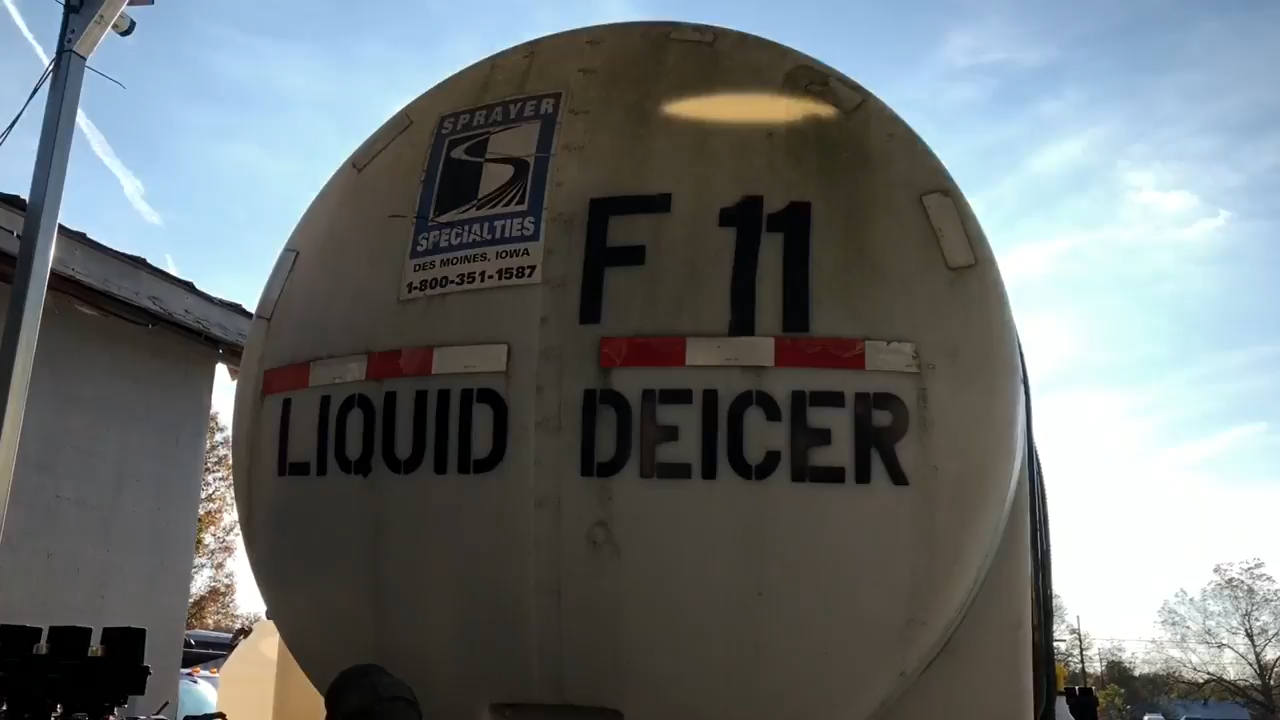 SPRAYER
SPECIALTIES
DES MOINES, IOWA
1-800-351-1587
F 11
LIQUID DEICER